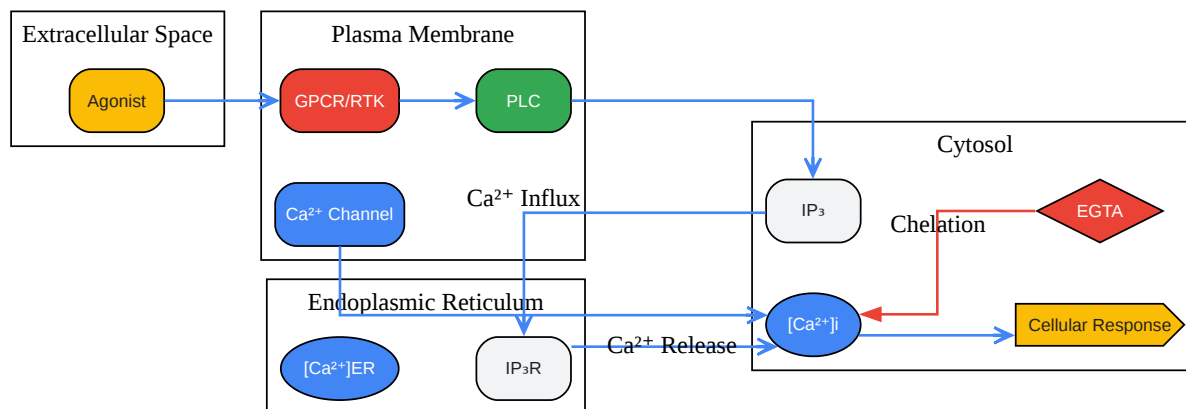 Extracellular Space
Plasma Membrane
Agonist
GPCR/RTK
PLC
Cytosol
Ca²⁺ Channel
Ca²⁺ Influx
IP₃
EGTA
Chelation
Endoplasmic Reticulum
[Ca²⁺]i
Cellular Response
Ca²⁺ Release
[Ca²⁺]ER
IP₃R